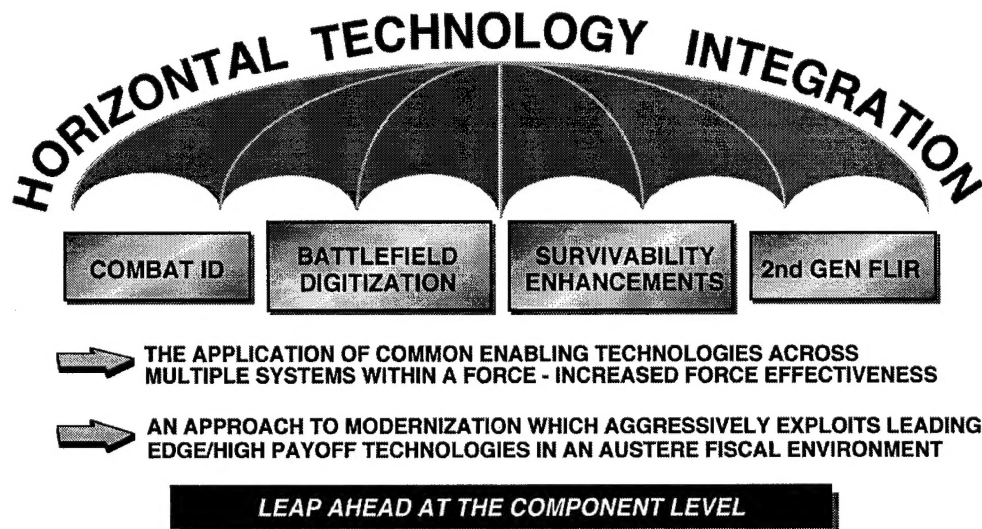 HORIZONTAL TECHNOLOGY INTEGRATION
COMBAT ID
BATTLEFIELD
DIGITIZATION
SURVIVABILITY
ENHANCEMENTS
2nd GEN FLIR
THE APPLICATION OF COMMON ENABLING TECHNOLOGIES ACROSS
MULTIPLE SYSTEMS WITHIN A FORCE - INCREASED FORCE EFFECTIVENESS
AN APPROACH TO MODERNIZATION WHICH AGGRESSIVELY EXPLOITS LEADING
EDGE/HIGH PAYOFF TECHNOLOGIES IN AN AUSTERE FISCAL ENVIRONMENT
LEAP AHEAD AT THE COMPONENT LEVEL